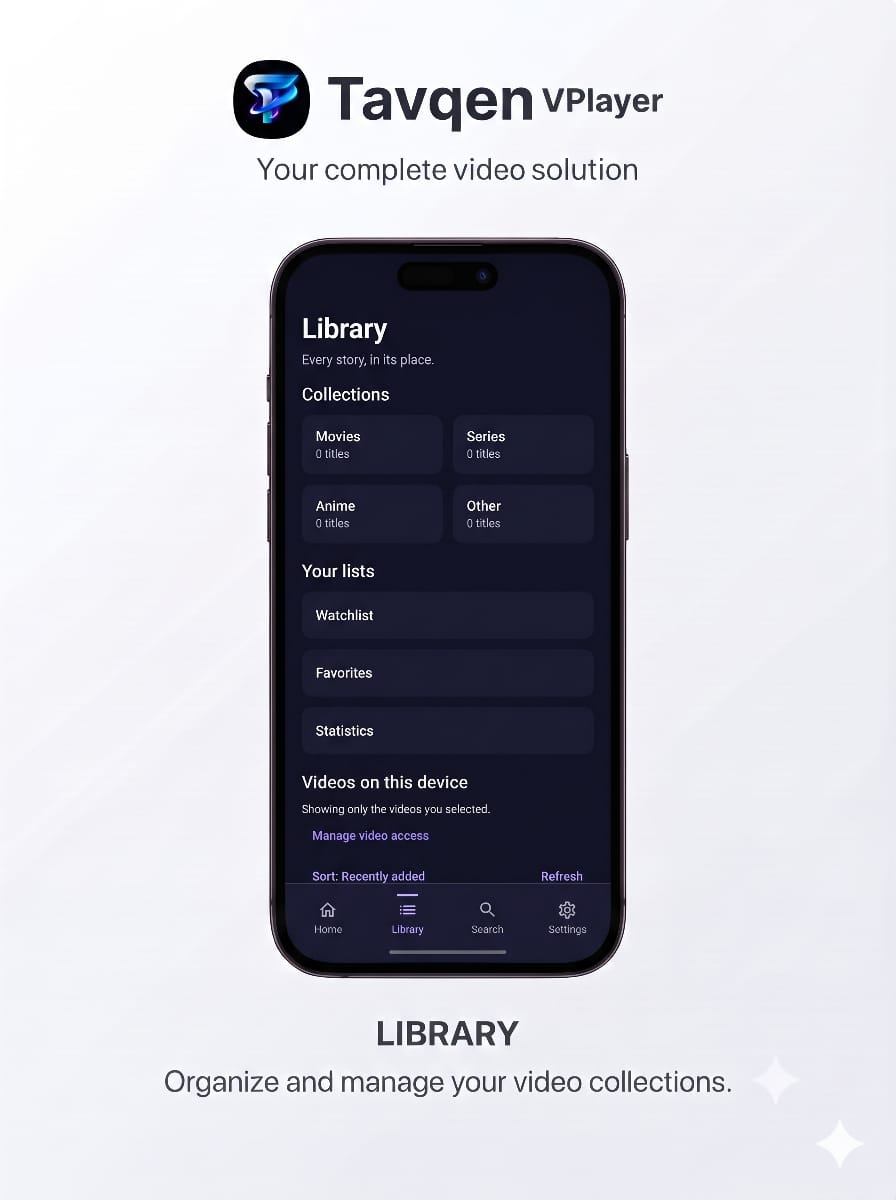 Tavqen VPlayer
Your complete video solution
Library
Every story, in its place.
Collections
Movies
0 titles
Series
0 titles
Anime
0 titles
Other
0 titles
Your lists
Watchlist
Favorites
Statistics
Videos on this device
Showing only the videos you selected.
Manage video access
Sort: Recently added
Refresh
Home
Library
Search
Settings
LIBRARY
Organize and manage your video collections.